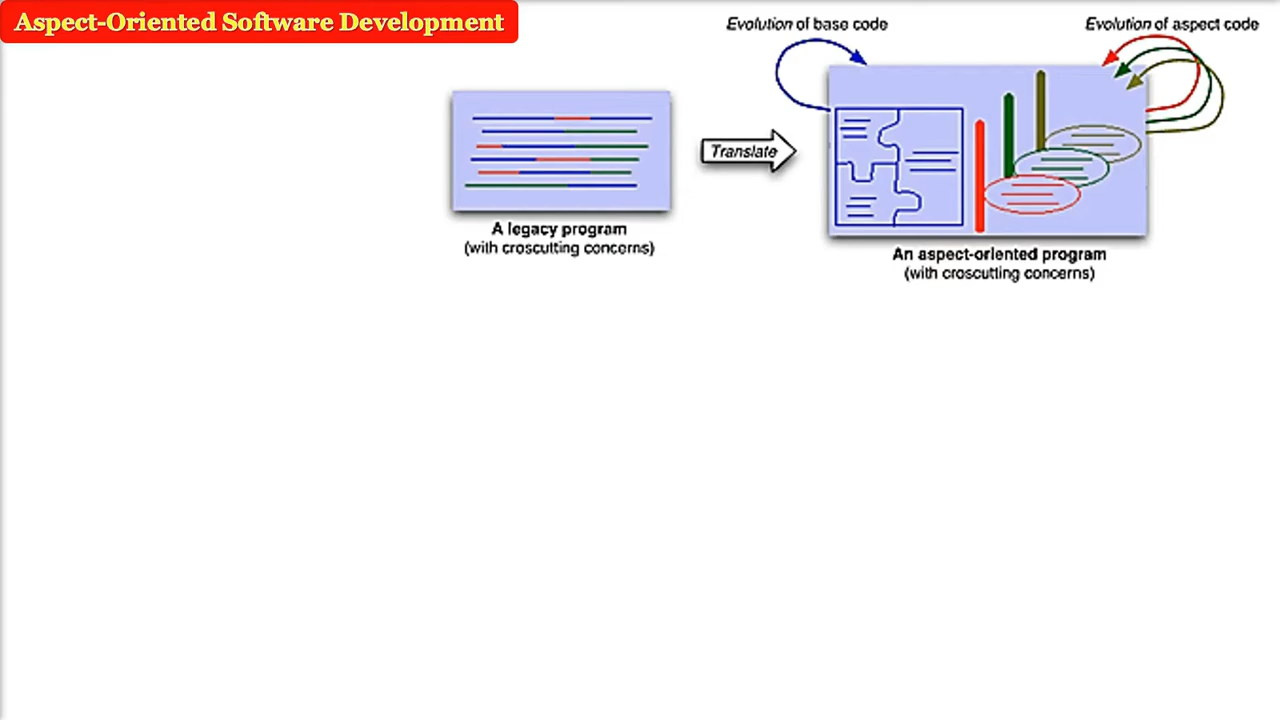 Aspect-Oriented Software Development
Evolution of base code
Evolution of aspect code
Translate
A legacy program
(with croscutting concerns)
An aspect-oriented program
(with croscutting concerns)